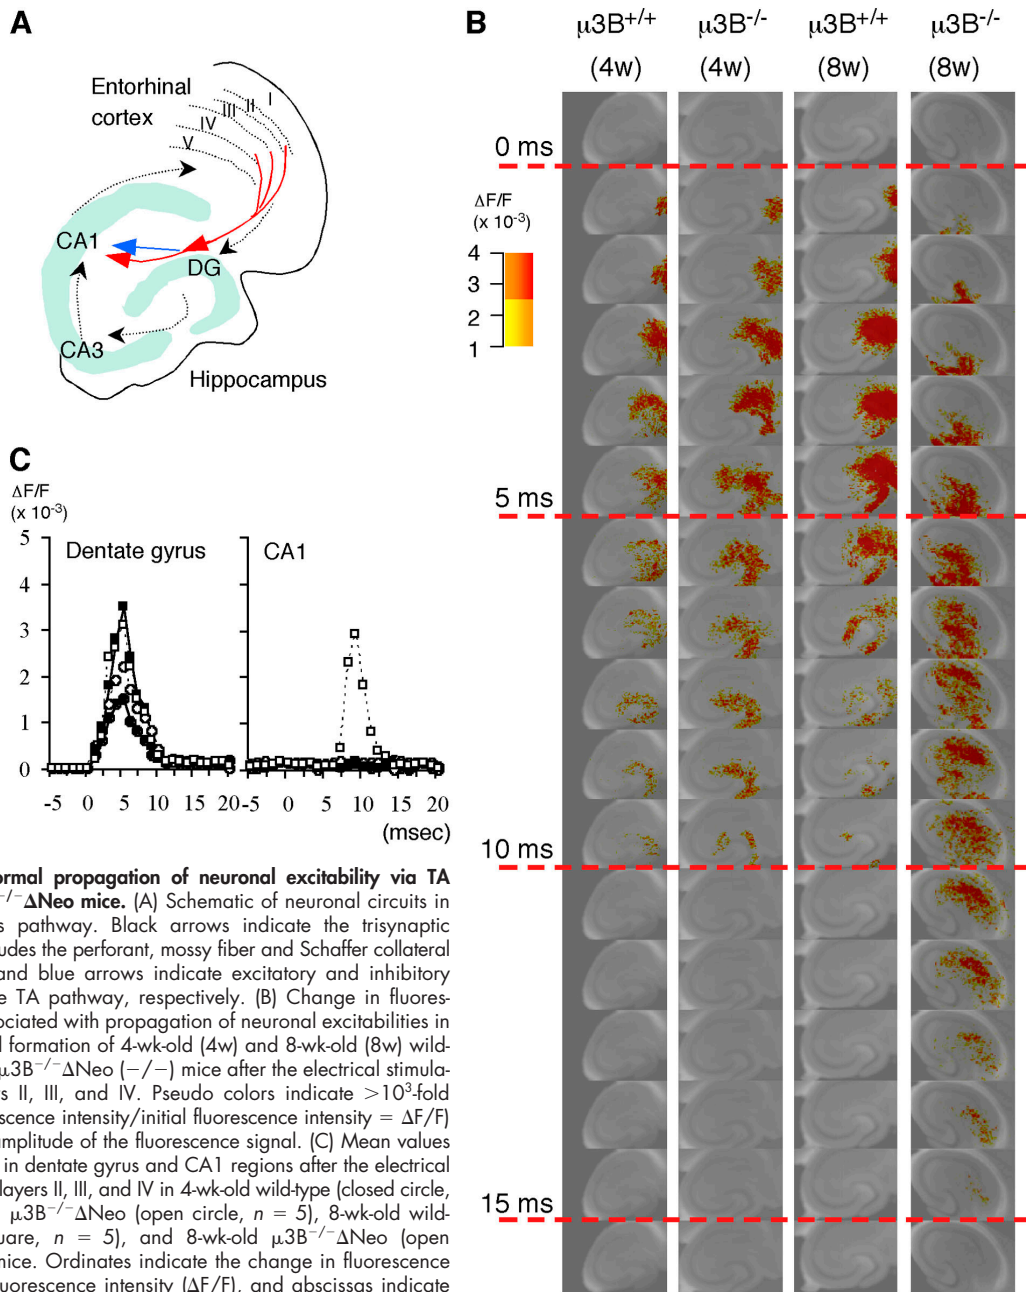 A
Entorhinal
cortex
I
II
III
IV
V
CA1
DG
CA3
Hippocampus
B
μ3B+/+ μ3B-/- μ3B+/+ μ3B-/-
(4w) (4w) (8w) (8w)
0 ms
ΔF/F
(x 10-3)
4
3
2
1
5 ms
10 ms
15 ms
C
ΔF/F
(x 10-3)
Dentate gyrus CA1
5
4
3
2
1
0
-5 0 5 10 15 20 -5 0 5 10 15 20
(msec)
ormal propagation of neuronal excitability via TA
−/−ΔNeo mice. (A) Schematic of neuronal circuits in
s pathway. Black arrows indicate the trisynaptic
udes the perforant, mossy fiber and Schaffer collateral
and blue arrows indicate excitatory and inhibitory
e TA pathway, respectively. (B) Change in fluores-
ociated with propagation of neuronal excitabilities in
l formation of 4-wk-old (4w) and 8-wk-old (8w) wild-
μ3B−/−ΔNeo (−/−) mice after the electrical stimula-
rs II, III, and IV. Pseudo colors indicate >10³-fold
scence intensity/initial fluorescence intensity = ΔF/F)
amplitude of the fluorescence signal. (C) Mean values
in dentate gyrus and CA1 regions after the electrical
layers II, III, and IV in 4-wk-old wild-type (closed circle,
μ3B−/−ΔNeo (open circle, n = 5), 8-wk-old wild-
uare, n = 5), and 8-wk-old μ3B−/−ΔNeo (open
mice. Ordinates indicate the change in fluorescence
uorescence intensity (ΔF/F), and abscissas indicate